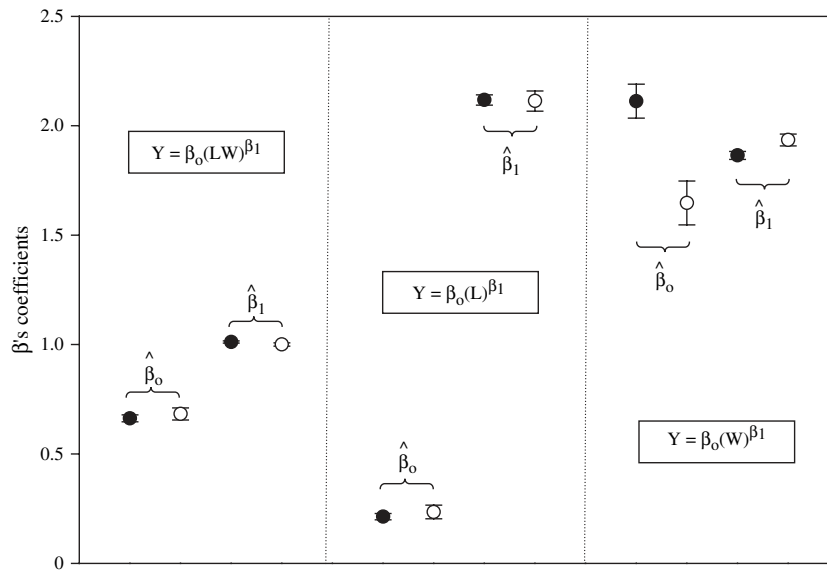 2.5
2.0
1.5
1.0
0.5
0
β's coefficients
Y = βo(LW)^β1
β̂o
β̂1
Y = βo(L)^β1
β̂o
β̂1
Y = βo(W)^β1
β̂o
β̂1